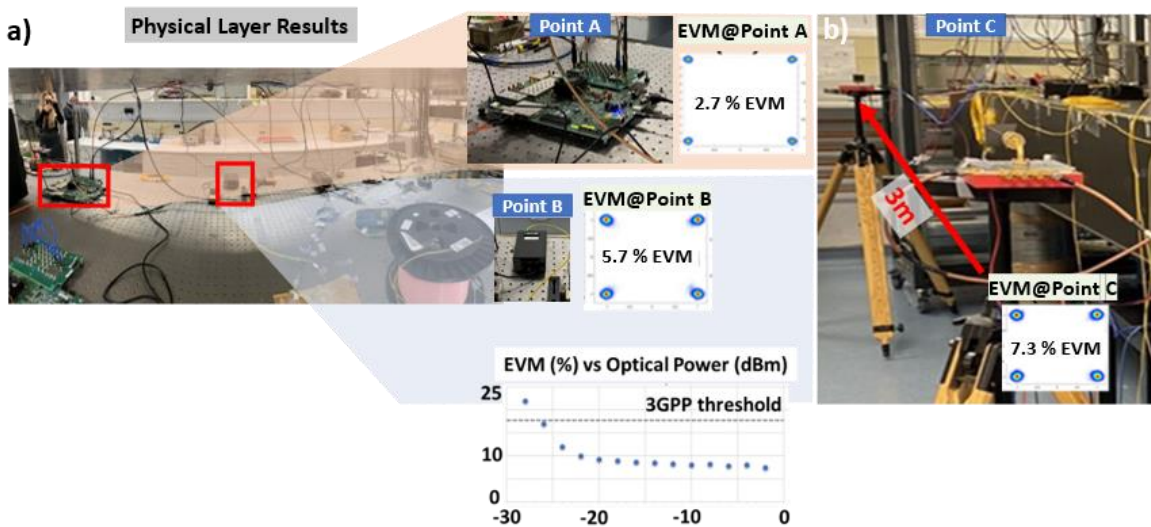 a)
Physical Layer Results
Point A
EVM@Point A
2.7 % EVM
Point B
EVM@Point B
5.7 % EVM
b)
Point C
3m
EVM@Point C
7.3 % EVM
EVM (%) vs Optical Power (dBm)
3GPP threshold
25
10
0
-30
-20
-10
0